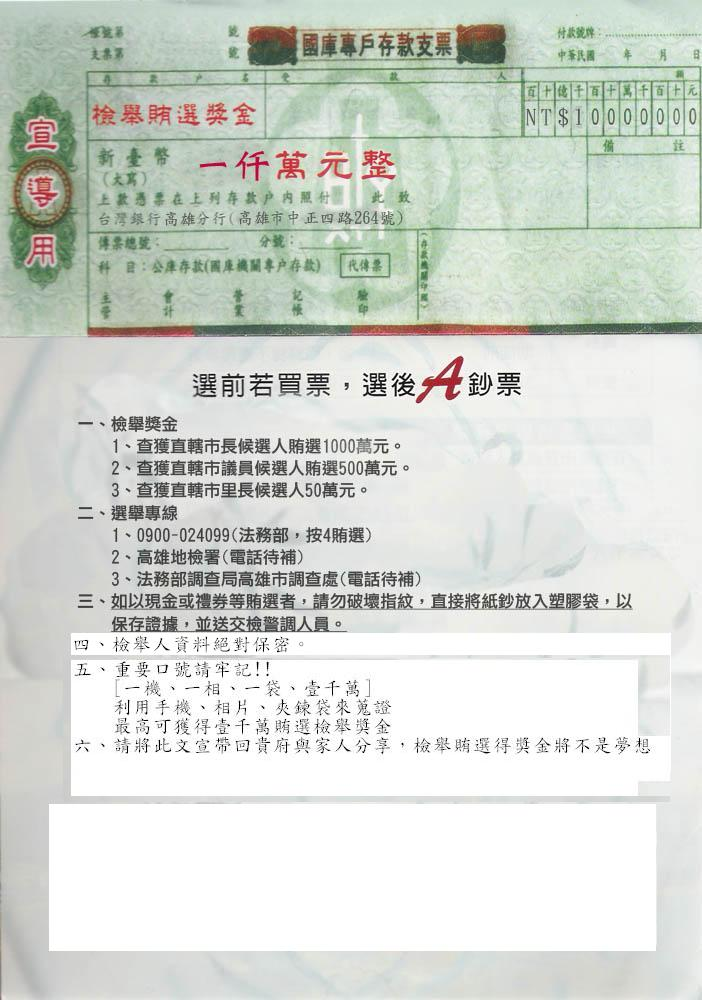 帳號第 號
支票第 號
國庫專戶存款支票
付款號牌:
中華民國 年 月 日
存款戶名 受款人 額
百十億千百十萬千百十元
檢舉賄選獎金
NT$10000000
備註
宣導用
新臺幣
(大寫)
一仟萬元整
上款憑票在上列存款户內照付 此致
台灣銀行高雄分行(高雄市中正四路264號)
傳票總號: 分號:
科 目:公庫存款(國庫機關專户存款) 代傳票
(存款機關印鑑)
主管 會計 營業 記帳 驗印
選前若買票,選後A鈔票
一、檢舉獎金
1、查獲直轄市長候選人賄選1000萬元。
2、查獲直轄市議員候選人賄選500萬元。
3、查獲直轄市里長候選人50萬元。
二、選舉專線
1、0900-024099(法務部,按4賄選)
2、高雄地檢署(電話待補)
3、法務部調查局高雄市調查處(電話待補)
三、如以現金或禮券等賄選者,請勿破壞指紋,直接將紙鈔放入塑膠袋,以
保存證據,並送交檢警調人員。
四、檢舉人資料絕對保密。
五、重要口號請牢記!!
[一機、一相、一袋、壹千萬]
利用手機、相片、夾鍊袋來蒐證
最高可獲得壹千萬賄選檢舉獎金
六、請將此文宣帶回貴府與家人分享,檢舉賄選得獎金將不是夢想